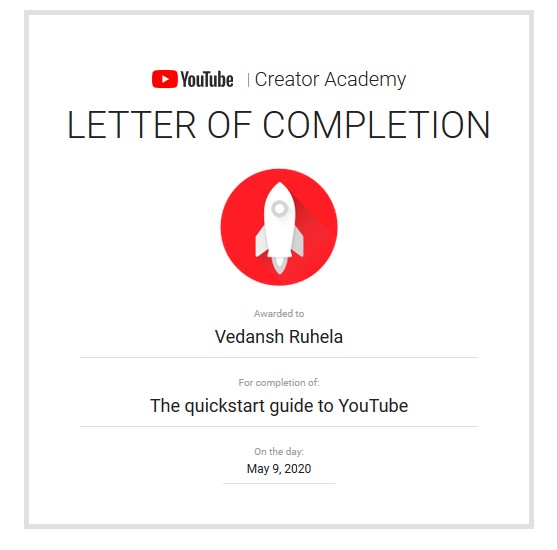 YouTube | Creator Academy
LETTER OF COMPLETION
Awarded to
Vedansh Ruhela
For completion of:
The quickstart guide to YouTube
On the day:
May 9, 2020